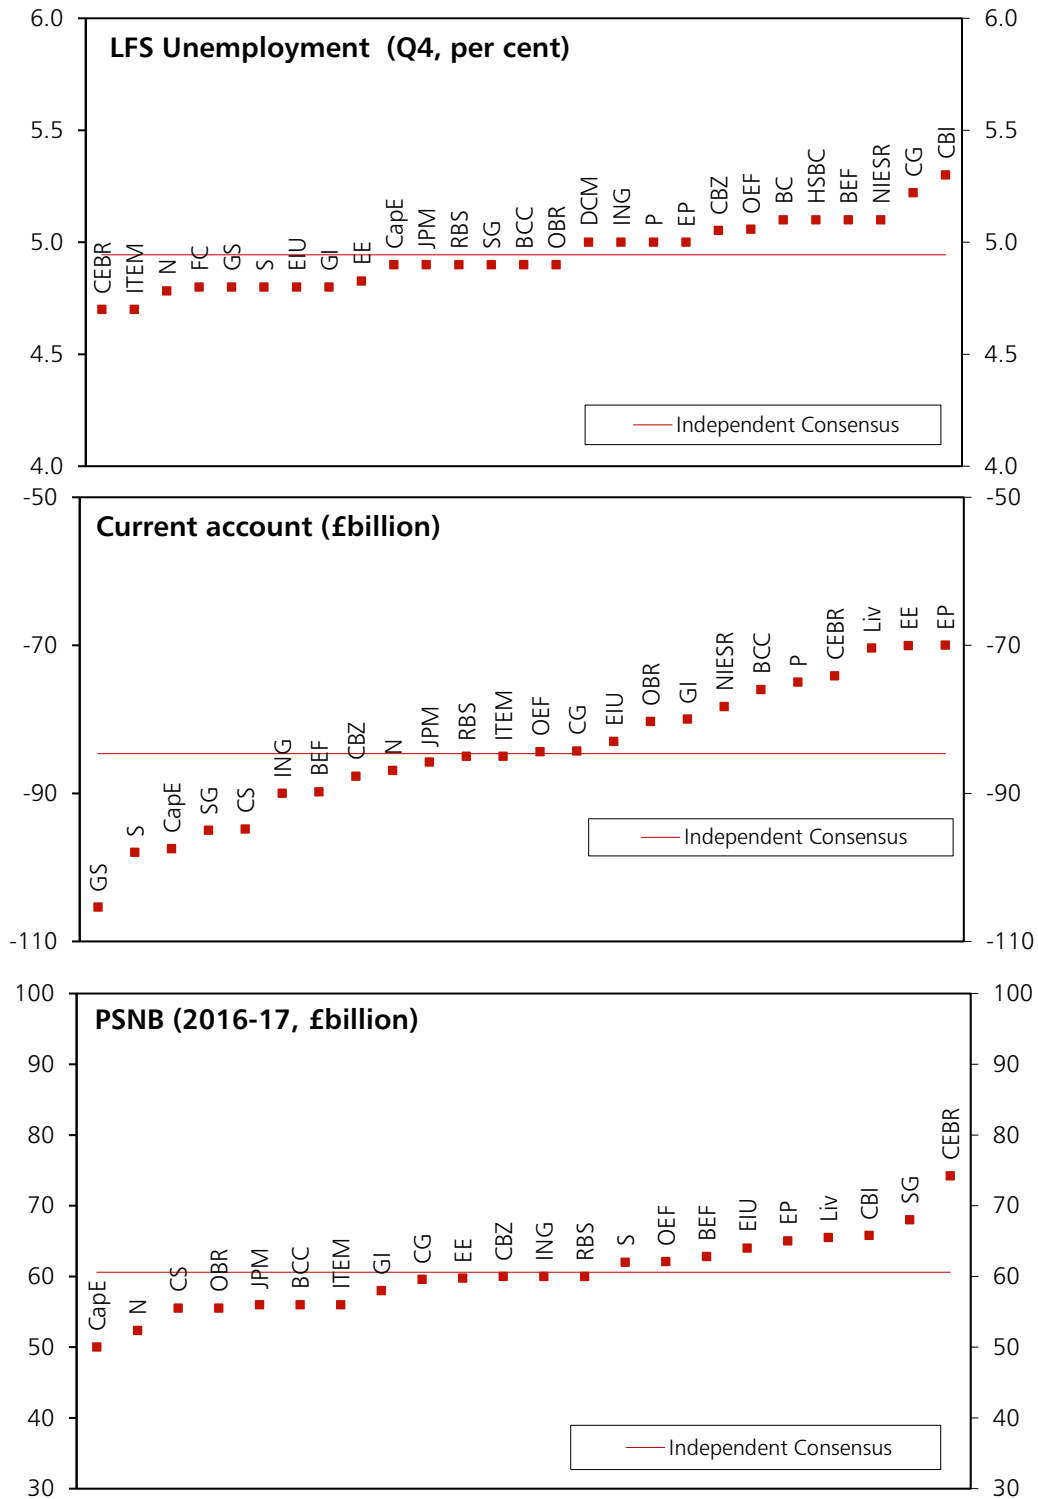 LFS Unemployment (Q4, per cent)
6.0
5.5
5.0
4.5
4.0
6.0
5.5
5.0
4.5
4.0
CEBR
ITEM
N
FC
GS
S
EIU
GI
EE
CapE
JPM
RBS
SG
BCC
OBR
DCM
ING
P
EP
CBZ
OEF
BC
HSBC
BEF
NIESR
CG
CBI
Independent Consensus
Current account (£billion)
-50
-70
-90
-110
-50
-70
-90
-110
GS
S
CapE
SG
CS
ING
BEF
CBZ
N
JPM
RBS
ITEM
OEF
CG
EIU
OBR
GI
NIESR
BCC
P
CEBR
Liv
EE
EP
Independent Consensus
PSNB (2016-17, £billion)
100
90
80
70
60
50
40
30
100
90
80
70
60
50
40
30
CapE
N
CS
OBR
JPM
BCC
ITEM
GI
CG
EE
CBZ
ING
RBS
S
OEF
BEF
EIU
EP
Liv
CBI
SG
CEBR
Independent Consensus